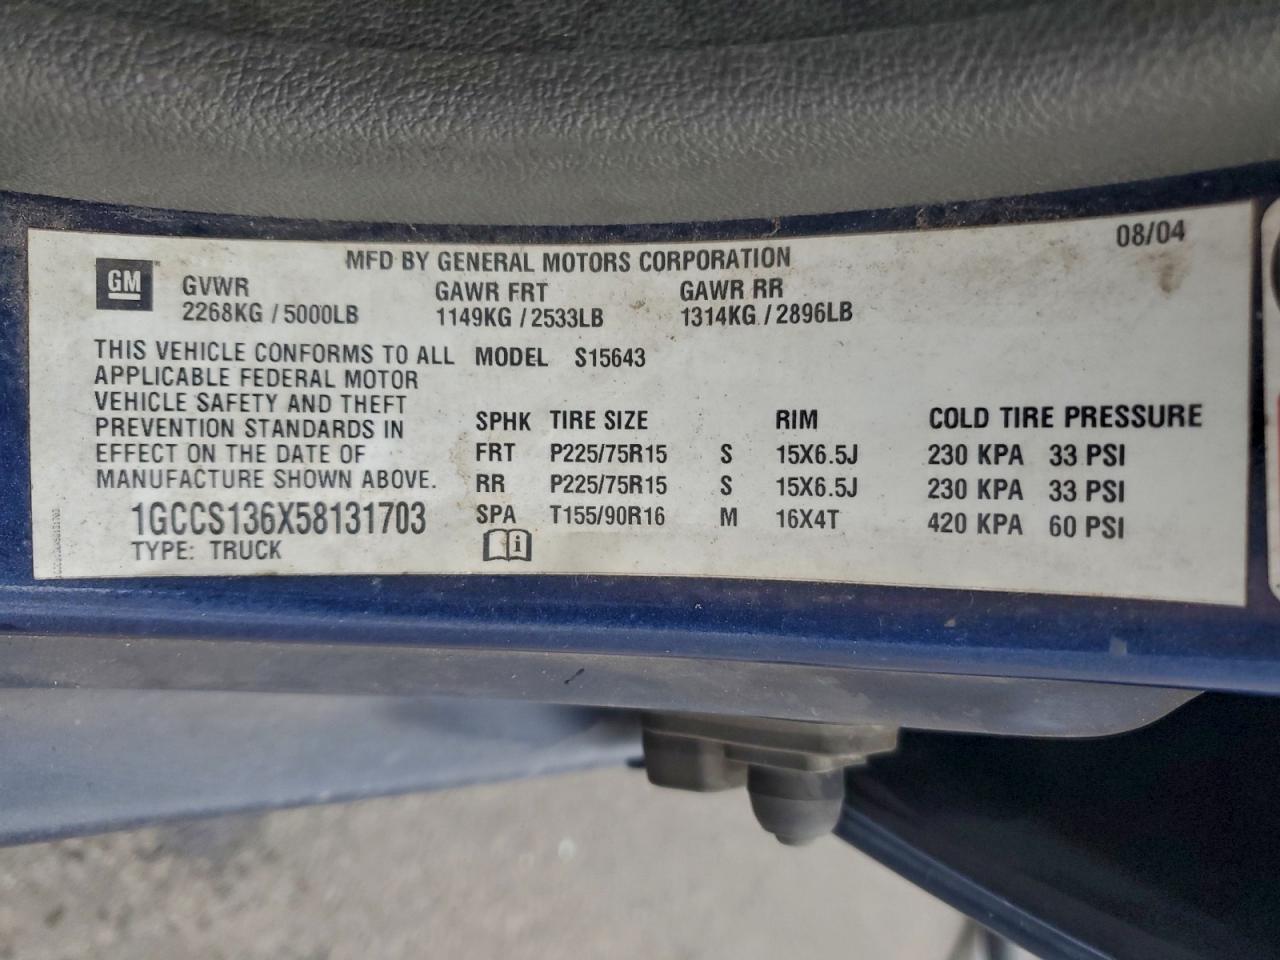 08/04
MFD BY GENERAL MOTORS CORPORATION
GM
GVWR GAWR FRT GAWR RR
2268KG / 5000LB 1149KG / 2533LB 1314KG / 2896LB
THIS VEHICLE CONFORMS TO ALL
APPLICABLE FEDERAL MOTOR
VEHICLE SAFETY AND THEFT
PREVENTION STANDARDS IN
EFFECT ON THE DATE OF
MANUFACTURE SHOWN ABOVE.
1GCCS136X58131703
TYPE: TRUCK
MODEL S15643
SPHK TIRE SIZE RIM COLD TIRE PRESSURE
FRT P225/75R15 S 15X6.5J 230 KPA 33 PSI
RR P225/75R15 S 15X6.5J 230 KPA 33 PSI
SPA T155/90R16 M 16X4T 420 KPA 60 PSI
i